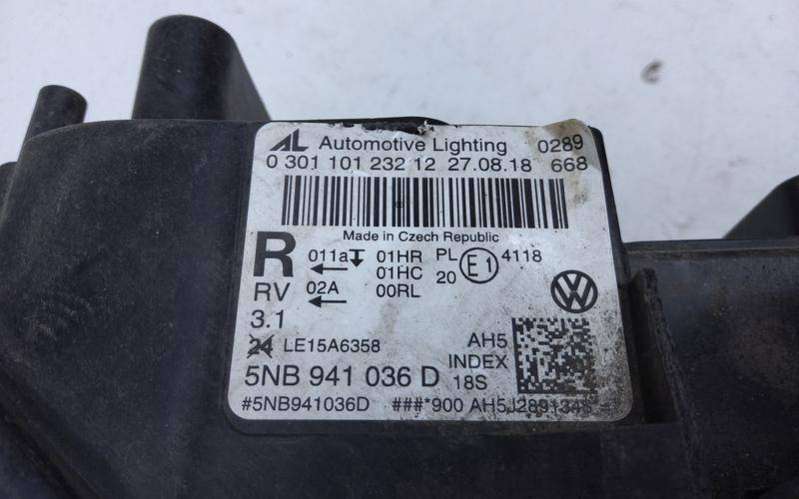 AL Automotive Lighting 0289
0 301 101 232 12 27.08.18 668
Made in Czech Republic
R 011a 01HR PL E1 4118
01HC 20
RV 02A 00RL
3.1
24 LE15A6358 AH5
INDEX
5NB 941 036 D 18S
#5NB941036D ###*900 AH5J2891348